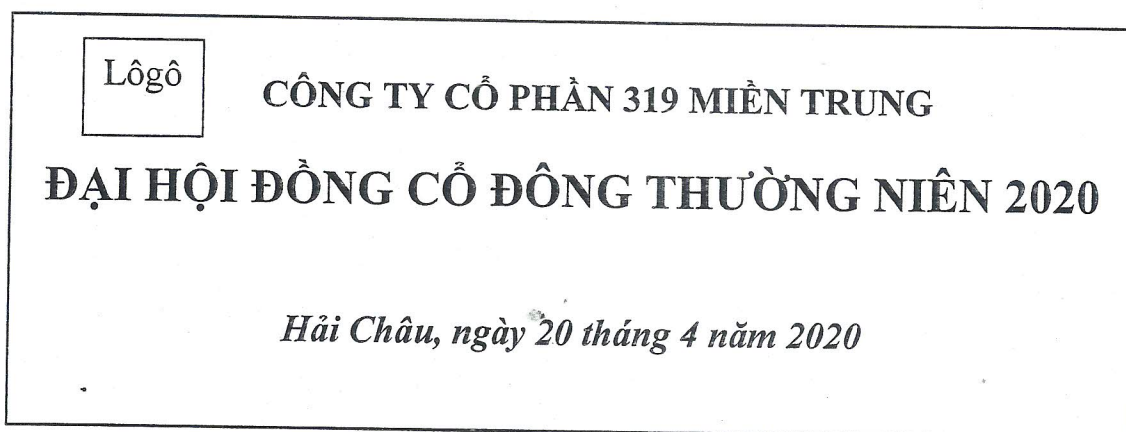 Lôgô
CÔNG TY CỔ PHẦN 319 MIỀN TRUNG
ĐẠI HỘI ĐỒNG CỔ ĐÔNG THƯỜNG NIÊN 2020
Hải Châu, ngày 20 tháng 4 năm 2020